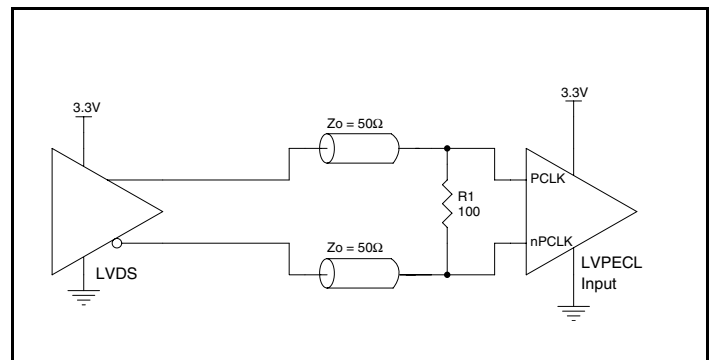 3.3V
3.3V
Zo = 50Ω
PCLK
R1
100
nPCLK
Zo = 50Ω
LVDS
LVPECL
Input